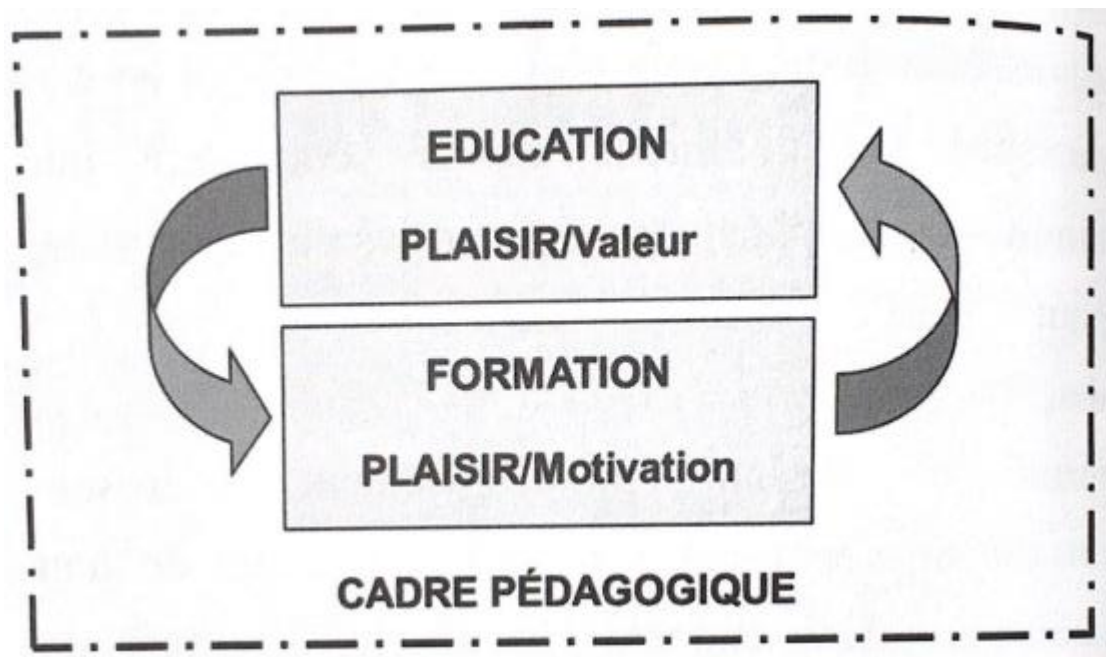 EDUCATION
PLAISIR/Valeur
FORMATION
PLAISIR/Motivation
CADRE PÉDAGOGIQUE